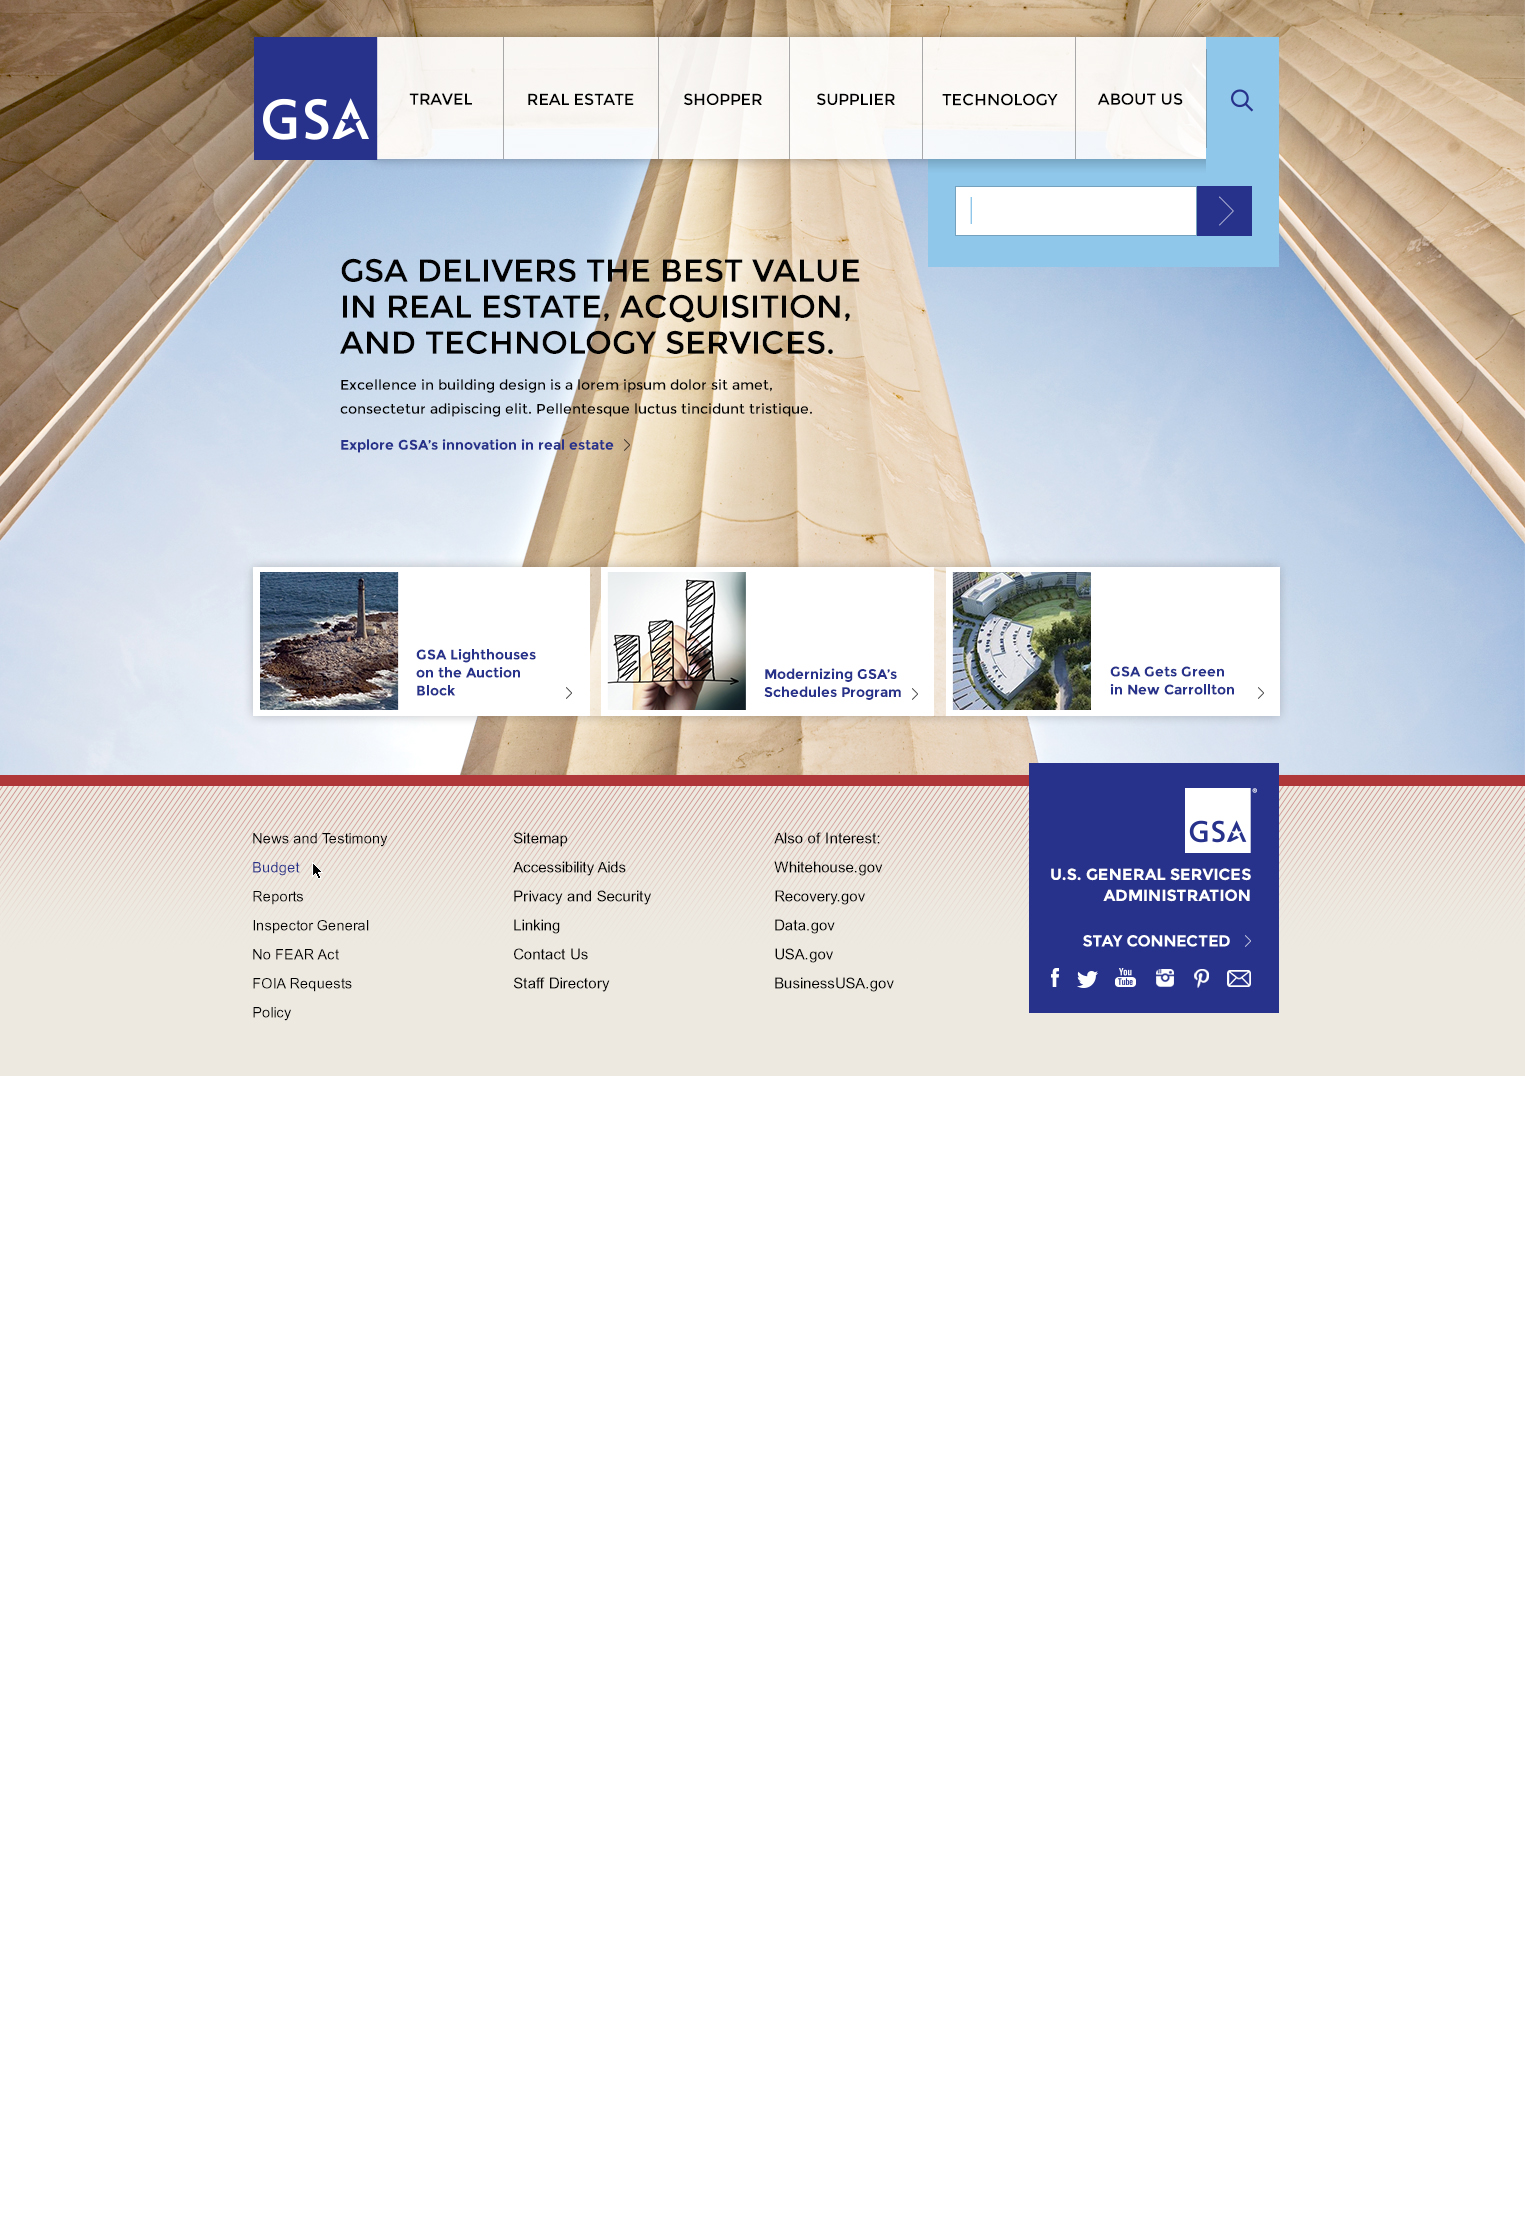 GSA
TRAVEL
REAL ESTATE
SHOPPER
SUPPLIER
TECHNOLOGY
ABOUT US
GSA DELIVERS THE BEST VALUE
IN REAL ESTATE, ACQUISITION,
AND TECHNOLOGY SERVICES.
Excellence in building design is a lorem ipsum dolor sit amet,
consectetur adipiscing elit. Pellentesque luctus tincidunt tristique.
Explore GSA's innovation in real estate
GSA Lighthouses
on the Auction
Block
Modernizing GSA's
Schedules Program
GSA Gets Green
in New Carrollton
News and Testimony
Budget
Reports
Inspector General
No FEAR Act
FOIA Requests
Policy
Sitemap
Accessibility Aids
Privacy and Security
Linking
Contact Us
Staff Directory
Also of Interest:
Whitehouse.gov
Recovery.gov
Data.gov
USA.gov
BusinessUSA.gov
GSA®
U.S. GENERAL SERVICES
ADMINISTRATION
STAY CONNECTED
You
Tube